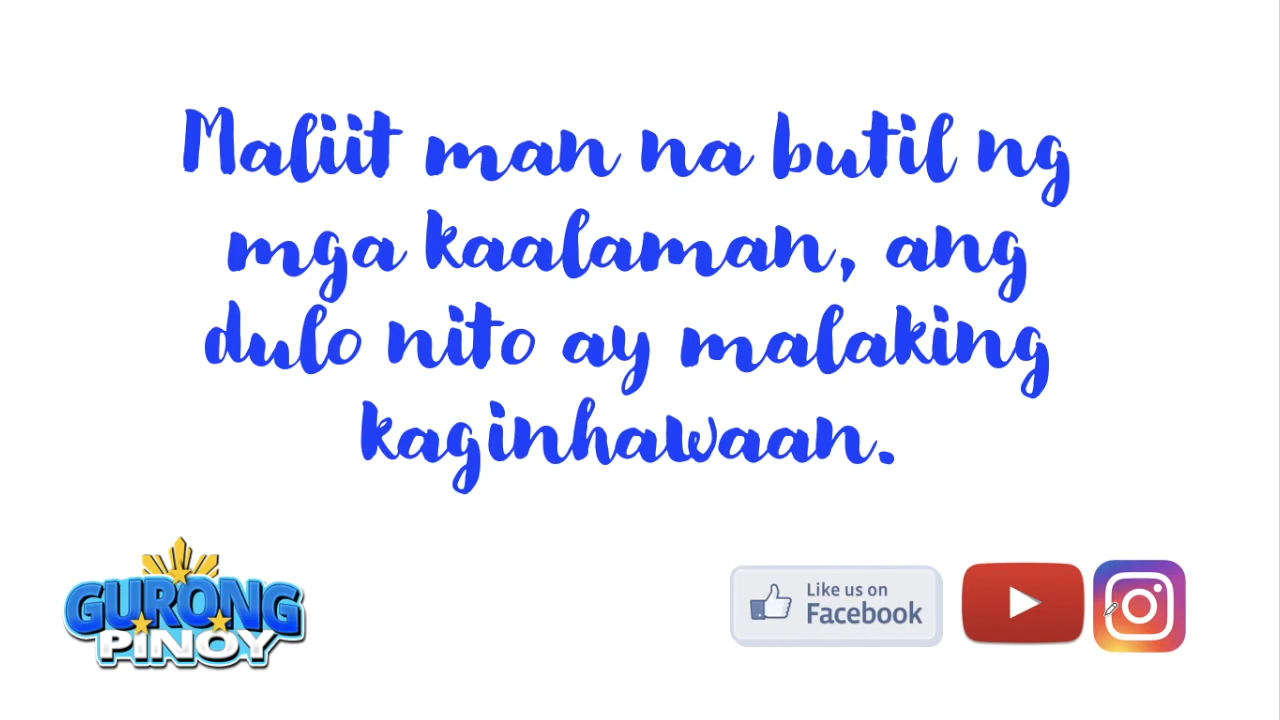 Maliit man na butil ng
mga kaalaman, ang
dulo nito ay malaking
kaginhawaan.
GURONG
PINOY
Like us on
Facebook